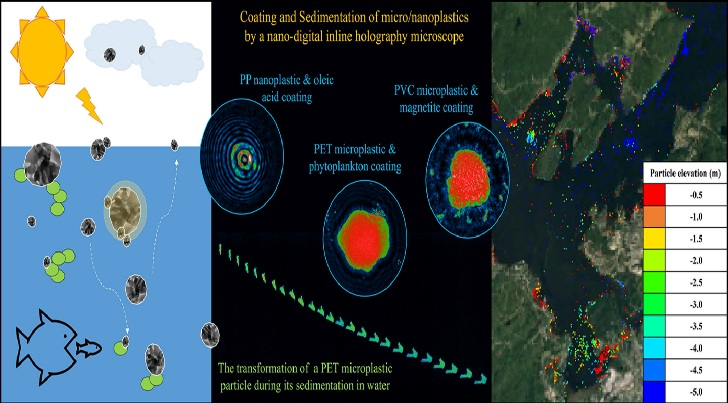 Coating and Sedimentation of micro/nanoplastics
by a nano-digital inline holography microscope
PP nanoplastic & oleic
acid coating
PVC microplastic &
magnetite coating
PET microplastic &
phytoplankton coating
The transformation of a PET microplastic
particle during its sedimentation in water
Particle elevation (m)
-0.5
-1.0
-1.5
-2.0
-2.5
-3.0
-3.5
-4.0
-4.5
-5.0